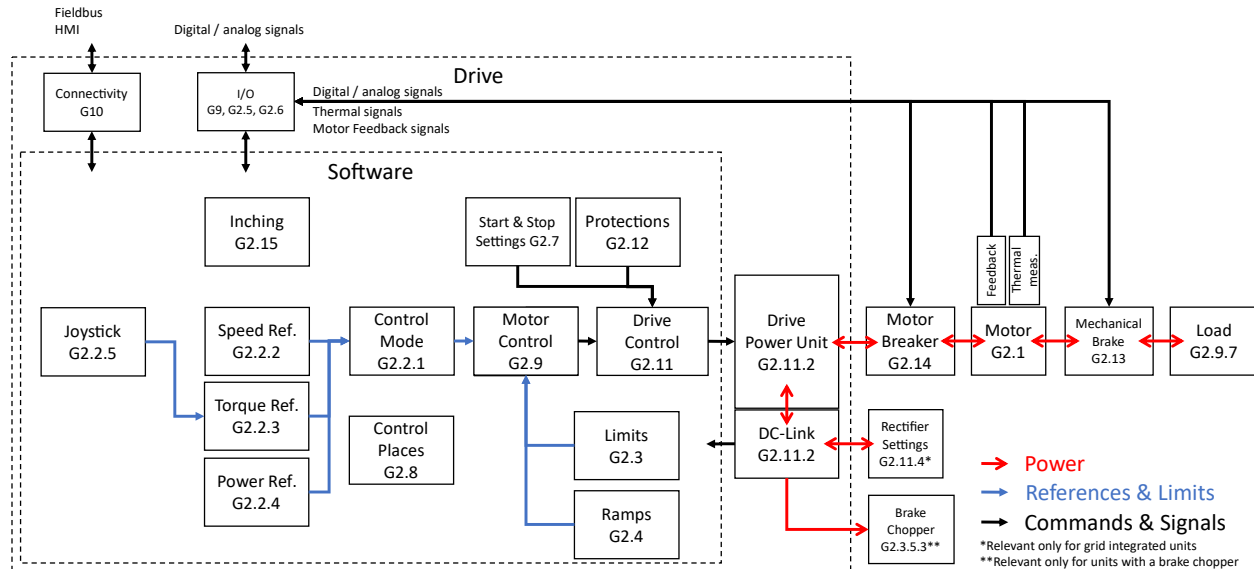 Fieldbus
HMI
Digital / analog signals
Drive
Connectivity
G10
I/O
G9, G2.5, G2.6
Digital / analog signals
Thermal signals
Motor Feedback signals
Software
Inching
G2.15
Start & Stop
Settings G2.7
Protections
G2.12
Feedback
Thermal
meas.
Joystick
G2.2.5
Speed Ref.
G2.2.2
Control
Mode
G2.2.1
Motor
Control
G2.9
Drive
Control
G2.11
Drive
Power Unit
G2.11.2
Motor
Breaker
G2.14
Motor
G2.1
Mechanical
Brake
G2.13
Load
G2.9.7
Torque Ref.
G2.2.3
Control
Places
G2.8
Limits
G2.3
DC-Link
G2.11.2
Rectifier
Settings
G2.11.4*
Power Ref.
G2.2.4
Ramps
G2.4
Brake
Chopper
G2.3.5.3**
Power
References & Limits
Commands & Signals
*Relevant only for grid integrated units
**Relevant only for units with a brake chopper